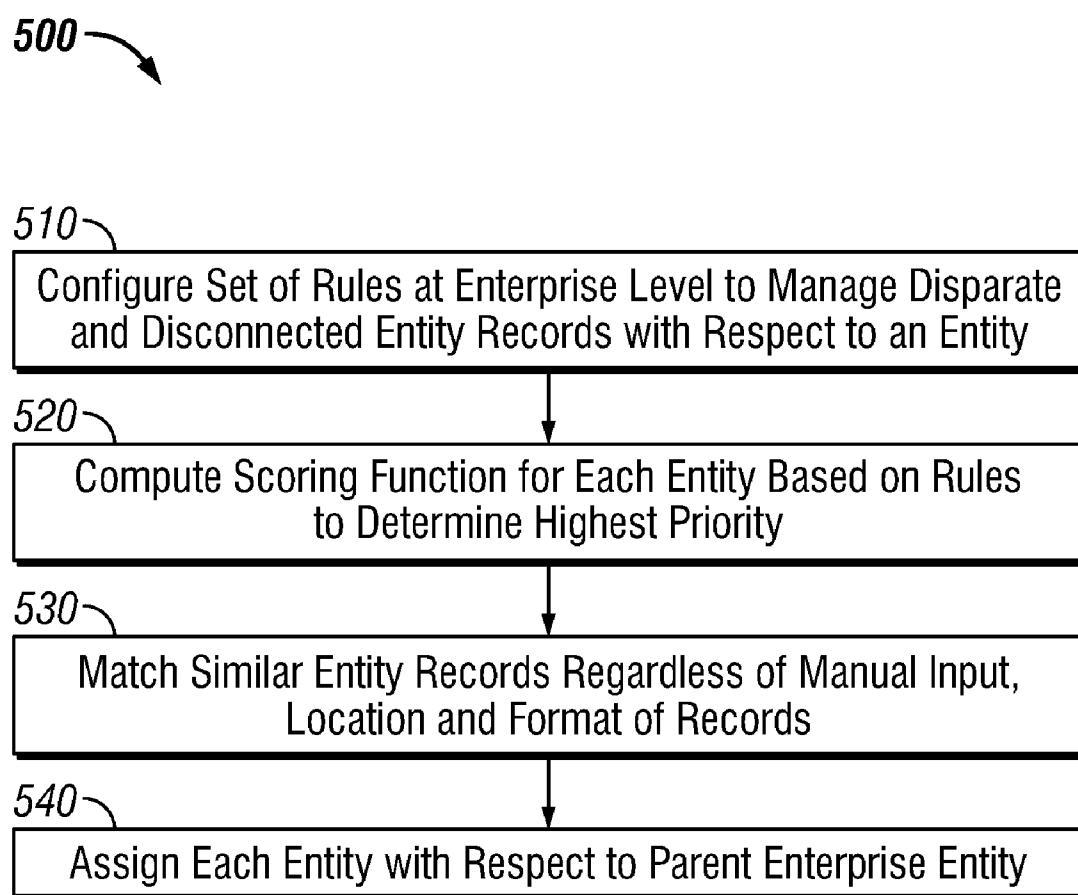 500
510
Configure Set of Rules at Enterprise Level to Manage Disparate
and Disconnected Entity Records with Respect to an Entity
520
Compute Scoring Function for Each Entity Based on Rules
to Determine Highest Priority
530
Match Similar Entity Records Regardless of Manual Input,
Location and Format of Records
540
Assign Each Entity with Respect to Parent Enterprise Entity